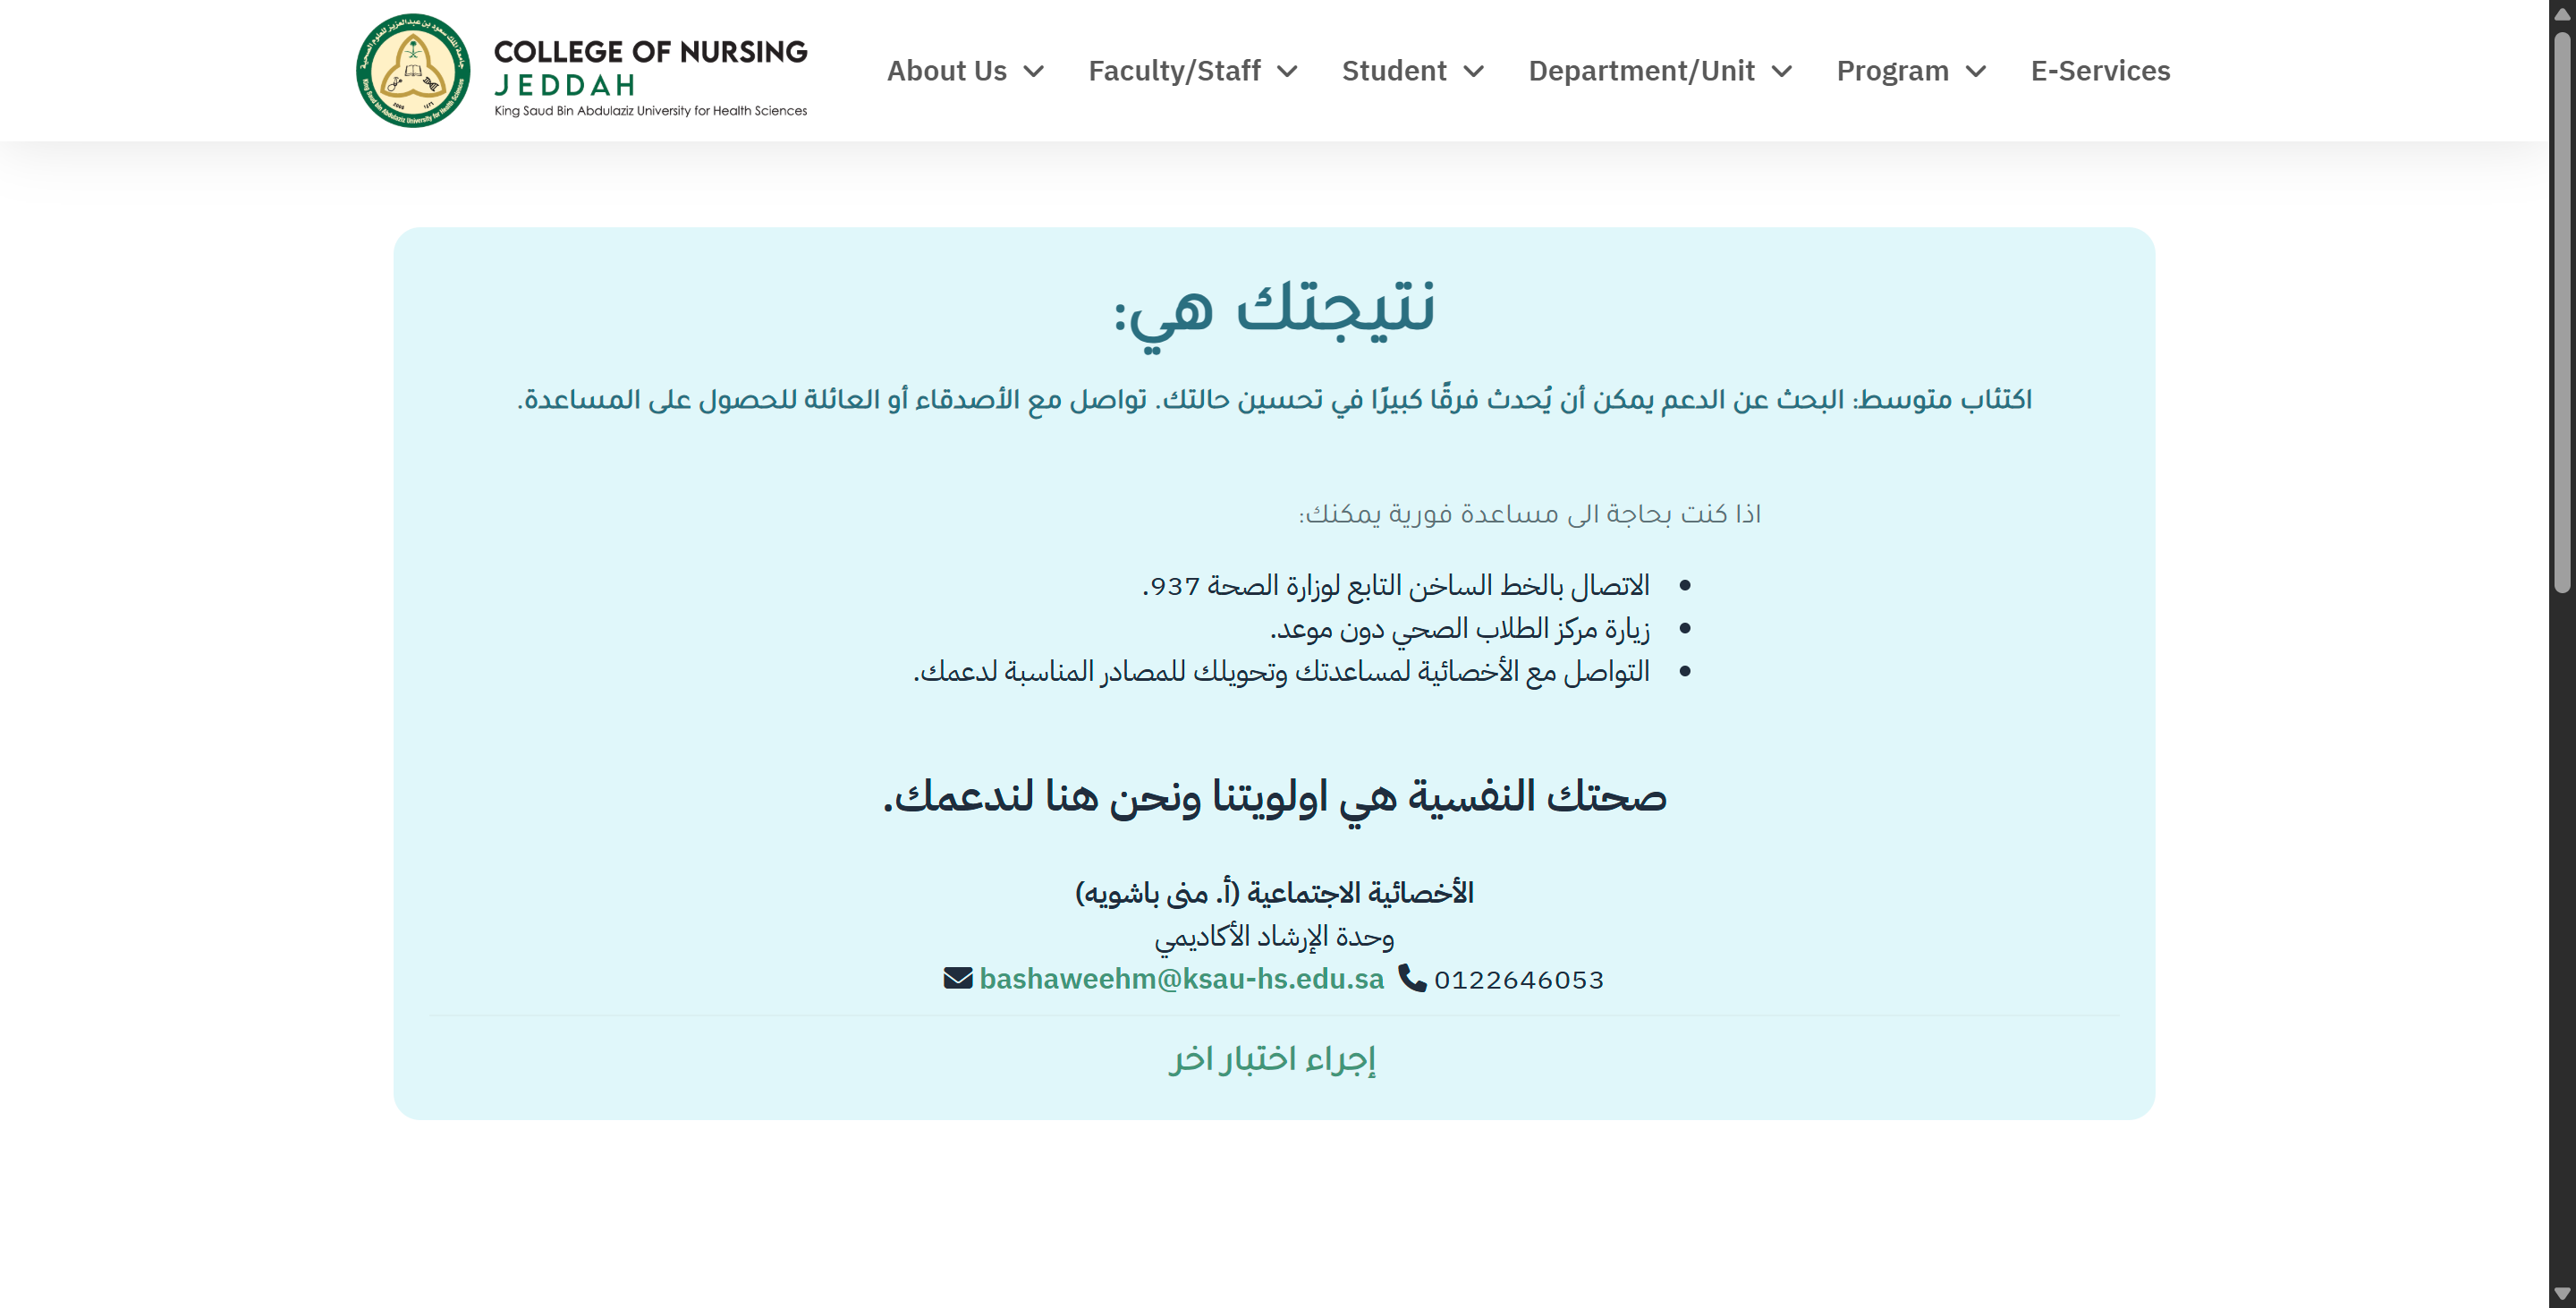 COLLEGE OF NURSING
JEDDAH
King Saud Bin Abdulaziz University for Health Sciences
About Us
Faculty/Staff
Student
Department/Unit
Program
E-Services
نتيجتك هي:
اكتئاب متوسط: البحث عن الدعم يمكن أن يُحدث فرقًا كبيرًا في تحسين حالتك. تواصل مع الأصدقاء أو العائلة للحصول على المساعدة.
اذا كنت بحاجة الى مساعدة فورية يمكنك:
• الاتصال بالخط الساخن التابع لوزارة الصحة 937.
• زيارة مركز الطلاب الصحي دون موعد.
• التواصل مع الأخصائية لمساعدتك وتحويلك للمصادر المناسبة لدعمك.
صحتك النفسية هي اولويتنا ونحن هنا لندعمك.
الأخصائية الاجتماعية (أ. منى باشويه)
وحدة الإرشاد الأكاديمي
bashaweehm@ksau-hs.edu.sa 0122646053
إجراء اختبار اخر